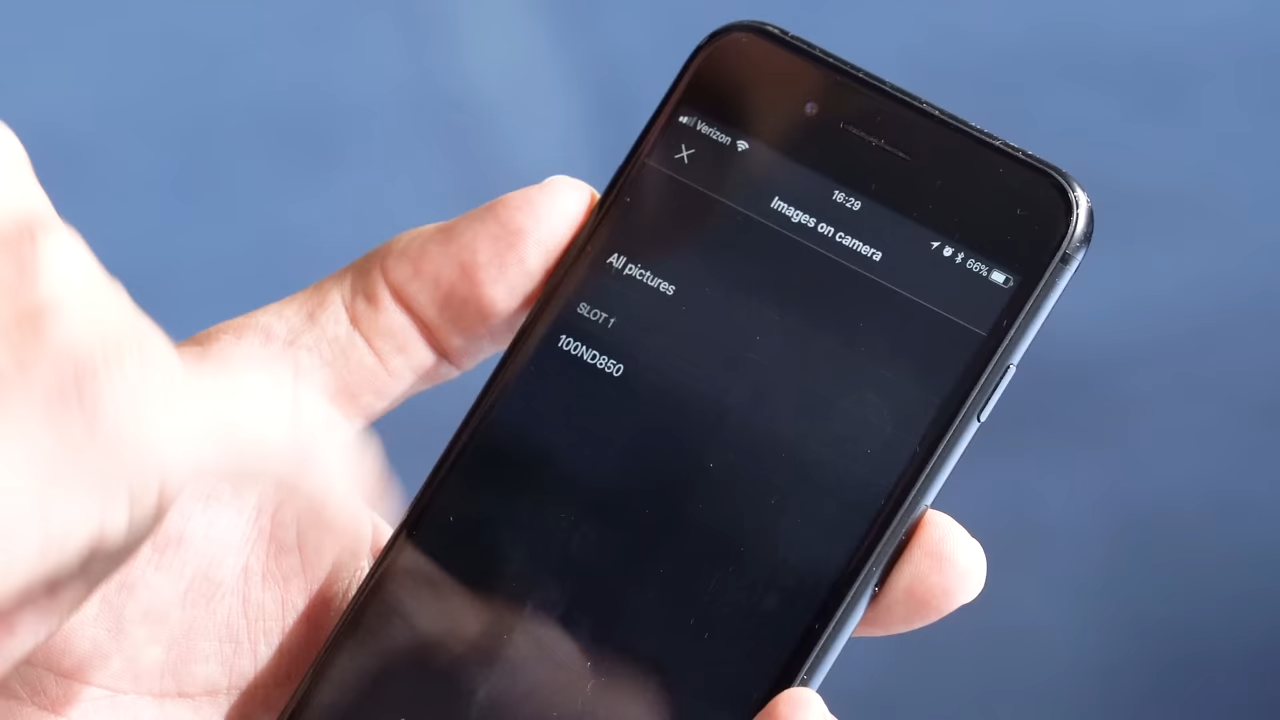 Verizon
16:29
66%
Images on camera
All pictures
SLOT 1
100ND850